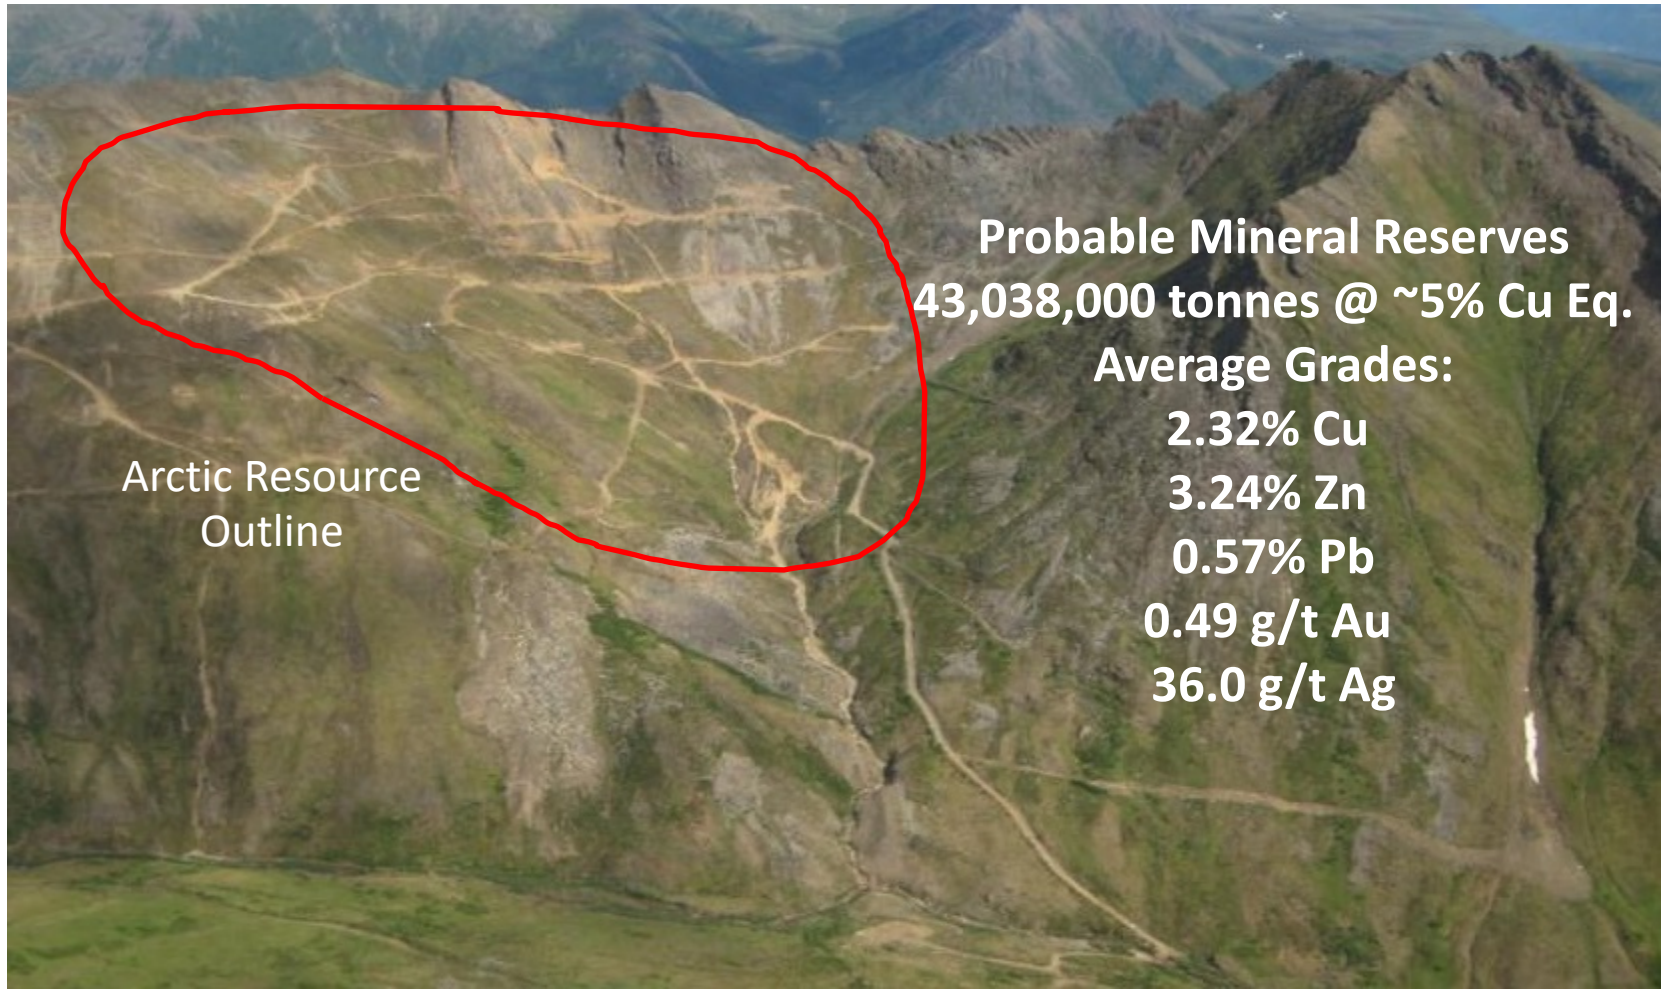 Probable Mineral Reserves
43,038,000 tonnes @ ~5% Cu Eq.
Average Grades:
2.32% Cu
3.24% Zn
0.57% Pb
0.49 g/t Au
36.0 g/t Ag
Arctic Resource
Outline